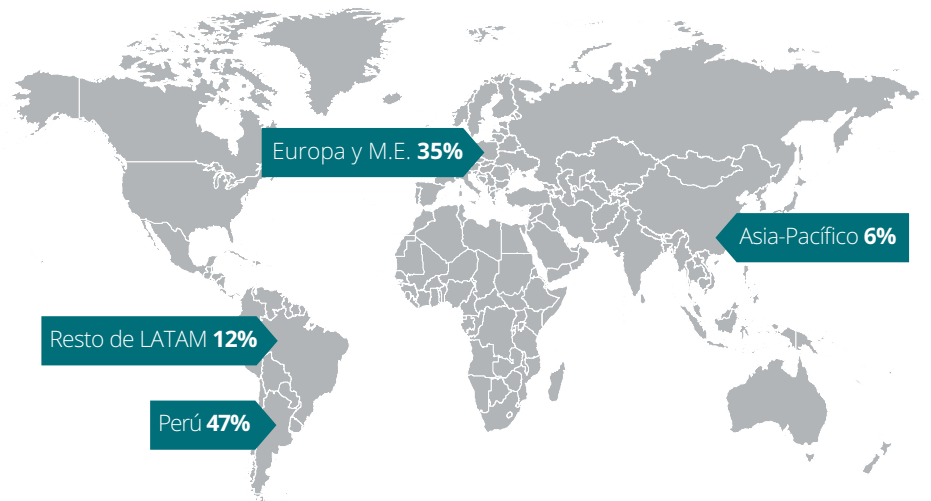 Europa y M.E. 35%
Asia-Pacífico 6%
Resto de LATAM 12%
Perú 47%